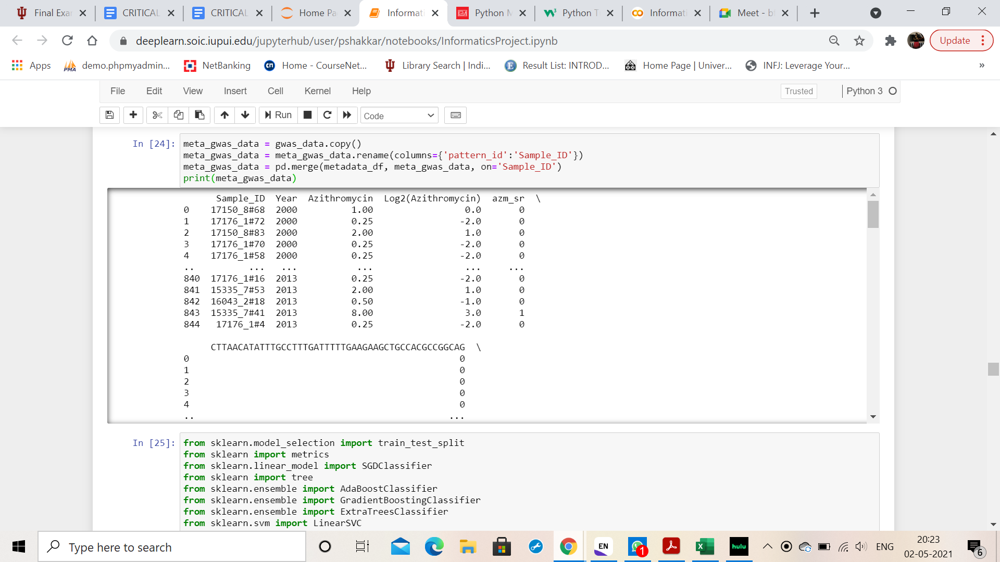 Final Exar
CRITICAL
CRITICAL
Home Pa
Informati
Python M
Python T
Informati
Meet - b
deeplearn.soic.iupui.edu/jupyterhub/user/pshakkar/notebooks/InformaticsProject.ipynb
Update
Apps
demo.phpmyadmin...
NetBanking
Home - CourseNet...
Library Search | Indi...
Result List: INTROD...
Home Page | Univer...
INFJ: Leverage Your...
»
File Edit View Insert Cell Kernel Help
Trusted
Python 3
Run
Code
In [24]:
meta_gwas_data = gwas_data.copy()
meta_gwas_data = meta_gwas_data.rename(columns={'pattern_id':'Sample_ID'})
meta_gwas_data = pd.merge(metadata_df, meta_gwas_data, on='Sample_ID')
print(meta_gwas_data)
Sample_ID Year Azithromycin Log2(Azithromycin) azm_sr \
0 17150_8#68 2000 1.00 0.0 0
1 17176_1#72 2000 0.25 -2.0 0
2 17150_8#83 2000 2.00 1.0 0
3 17176_1#70 2000 0.25 -2.0 0
4 17176_1#58 2000 0.25 -2.0 0
.. ... ... ... ... ...
840 17176_1#16 2013 0.25 -2.0 0
841 15335_7#53 2013 2.00 1.0 0
842 16043_2#18 2013 0.50 -1.0 0
843 15335_7#41 2013 8.00 3.0 1
844 17176_1#4 2013 0.25 -2.0 0
CTTAACATATTTGCCTTTGATTTTTGAAGAAGCTGCCACGCCGGCAG \
0 0
1 0
2 0
3 0
4 0
.. ...
In [25]:
from sklearn.model_selection import train_test_split
from sklearn import metrics
from sklearn.linear_model import SGDClassifier
from sklearn import tree
from sklearn.ensemble import AdaBoostClassifier
from sklearn.ensemble import GradientBoostingClassifier
from sklearn.ensemble import ExtraTreesClassifier
from sklearn.svm import LinearSVC
Type here to search
EN
1
hulu
ENG
20:23
02-05-2021
6